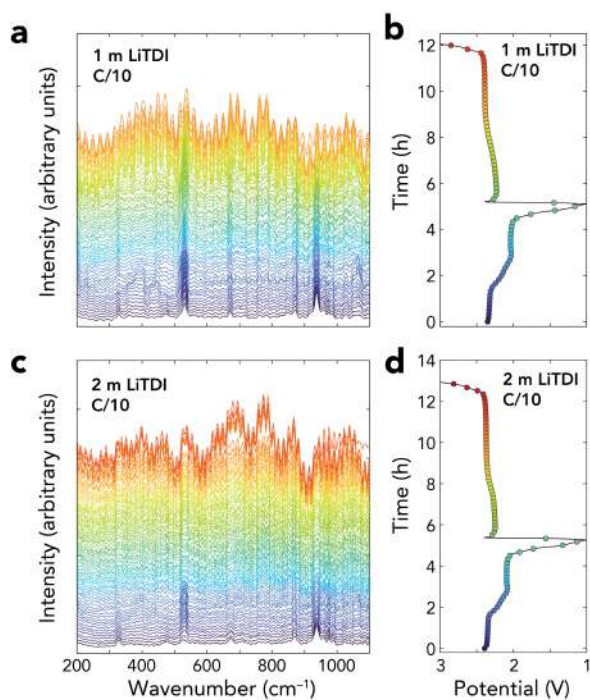 a
1 m LiTDI
C/10
Intensity (arbitrary units)
b
1 m LiTDI
C/10
Time (h)
12
10
8
6
4
2
0
3
2
1
c
2 m LiTDI
C/10
Intensity (arbitrary units)
200
400
600
800
1000
Wavenumber (cm⁻¹)
d
2 m LiTDI
C/10
Time (h)
14
12
10
8
6
4
2
0
3
2
1
Potential (V)